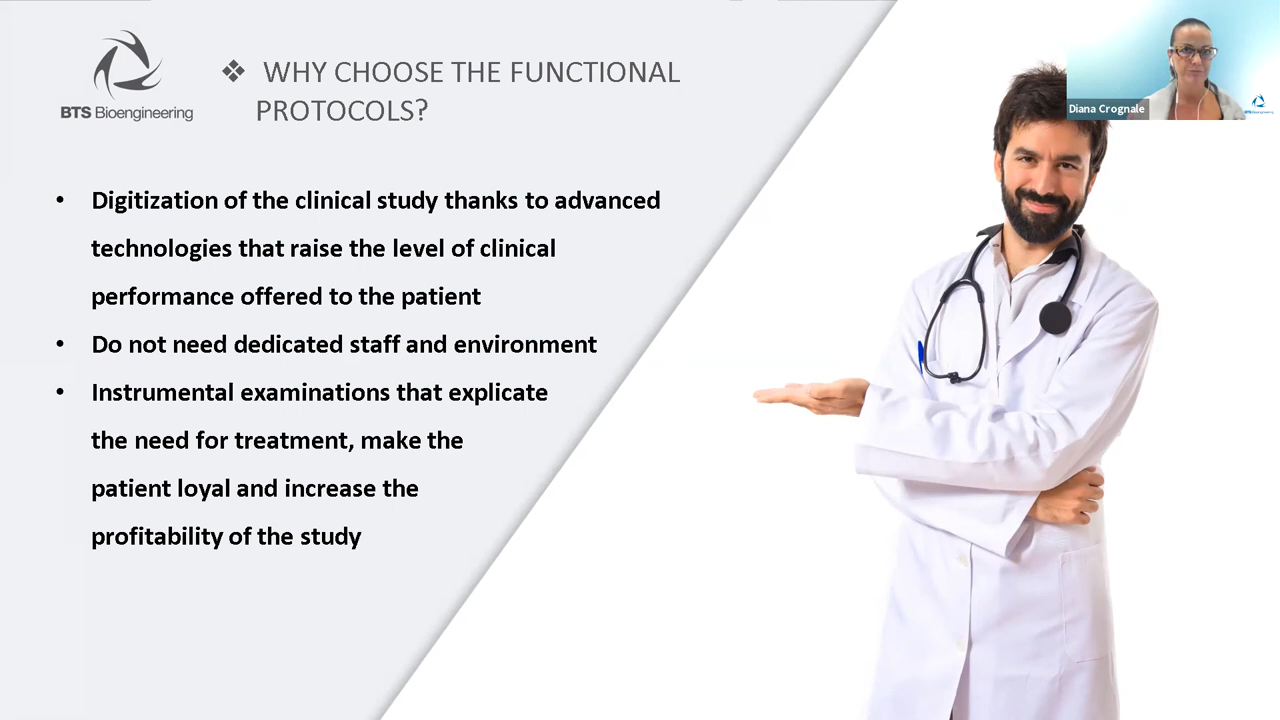 ❖ WHY CHOOSE THE FUNCTIONAL
PROTOCOLS?
BTS Bioengineering
Diana Crognale
BTS Bioengineering
• Digitization of the clinical study thanks to advanced
technologies that raise the level of clinical
performance offered to the patient
• Do not need dedicated staff and environment
• Instrumental examinations that explicate
the need for treatment, make the
patient loyal and increase the
profitability of the study